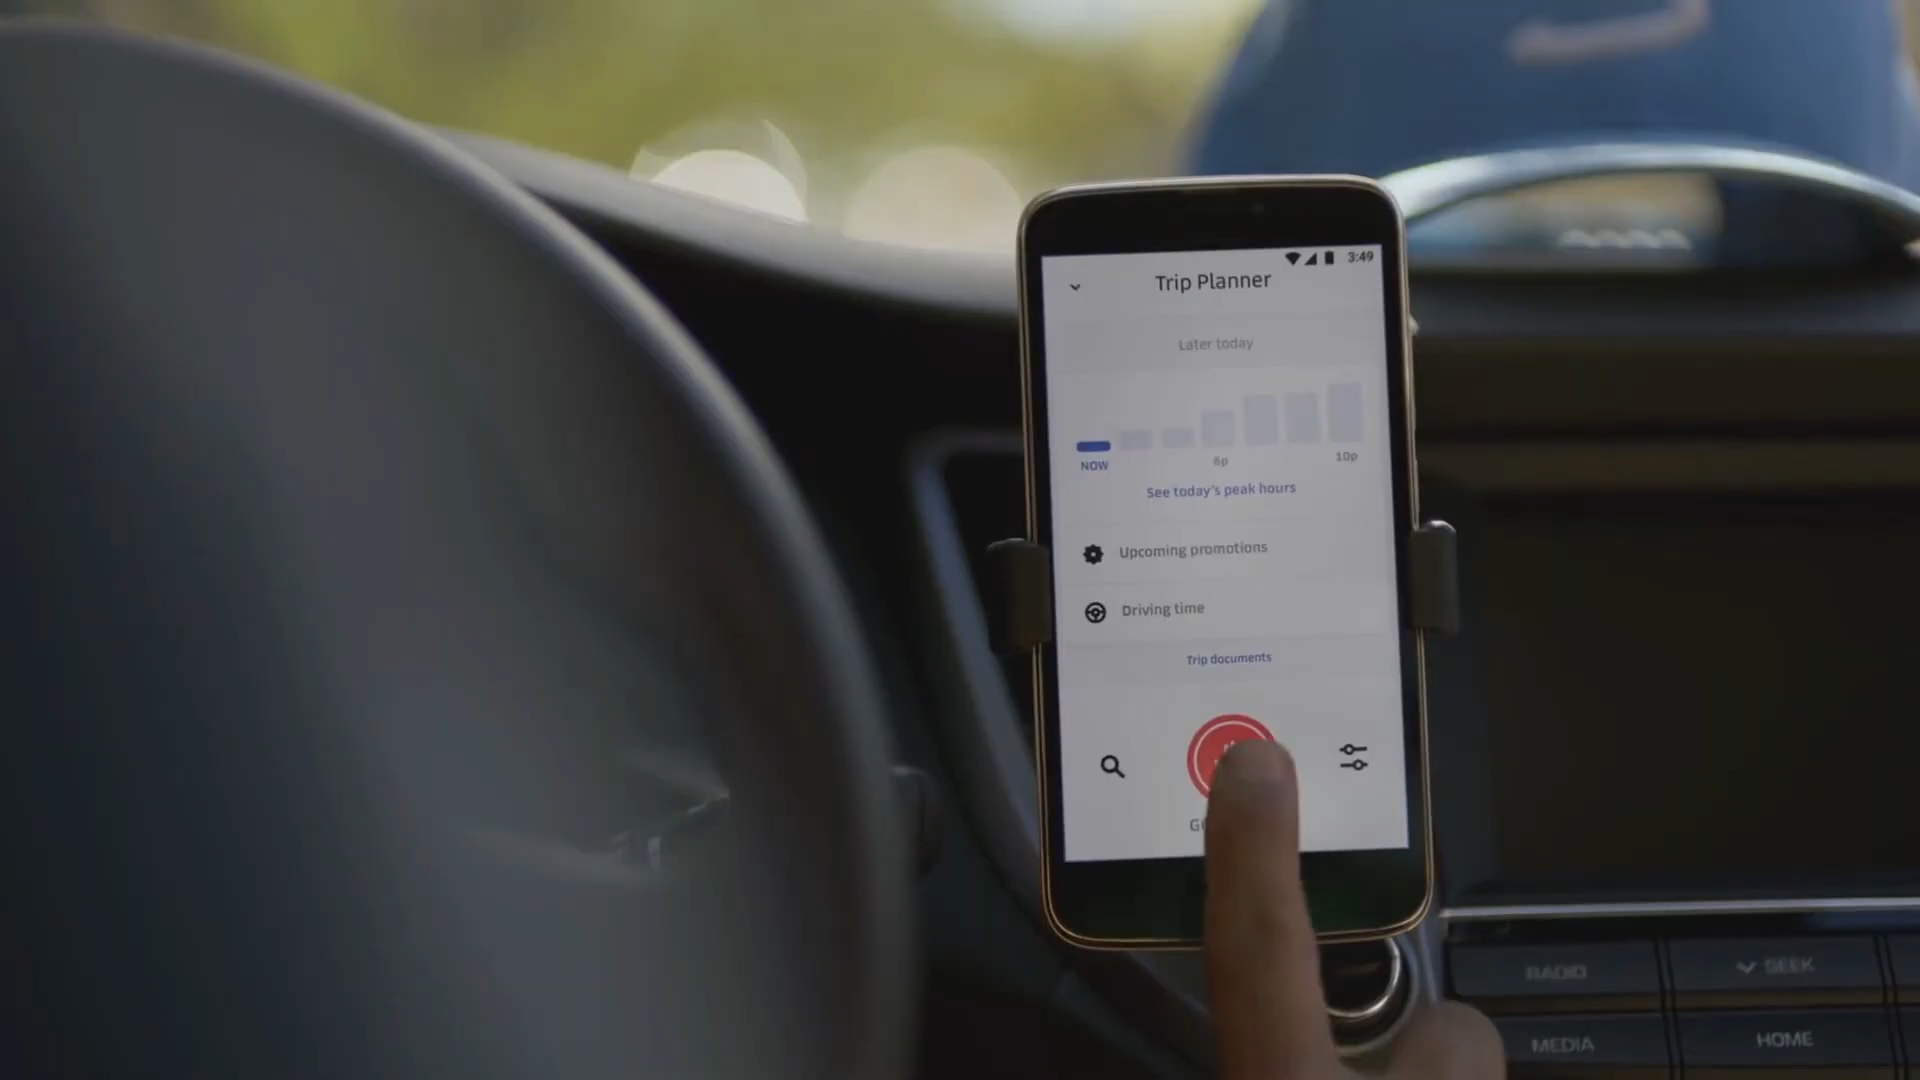 3:49
Trip Planner
Later today
NOW
6p
10p
See today's peak hours
Upcoming promotions
Driving time
Trip documents
RADIO
SEEK
MEDIA
HOME